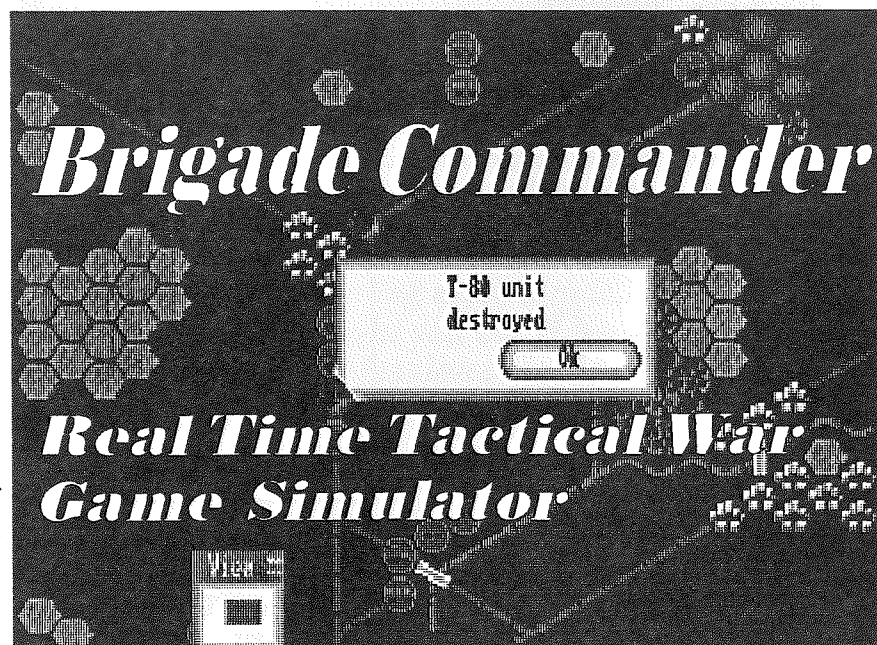 Brigade Commander
T-80 unit
destroyed
Ok
Real Time Tactical War
Game Simulator
View